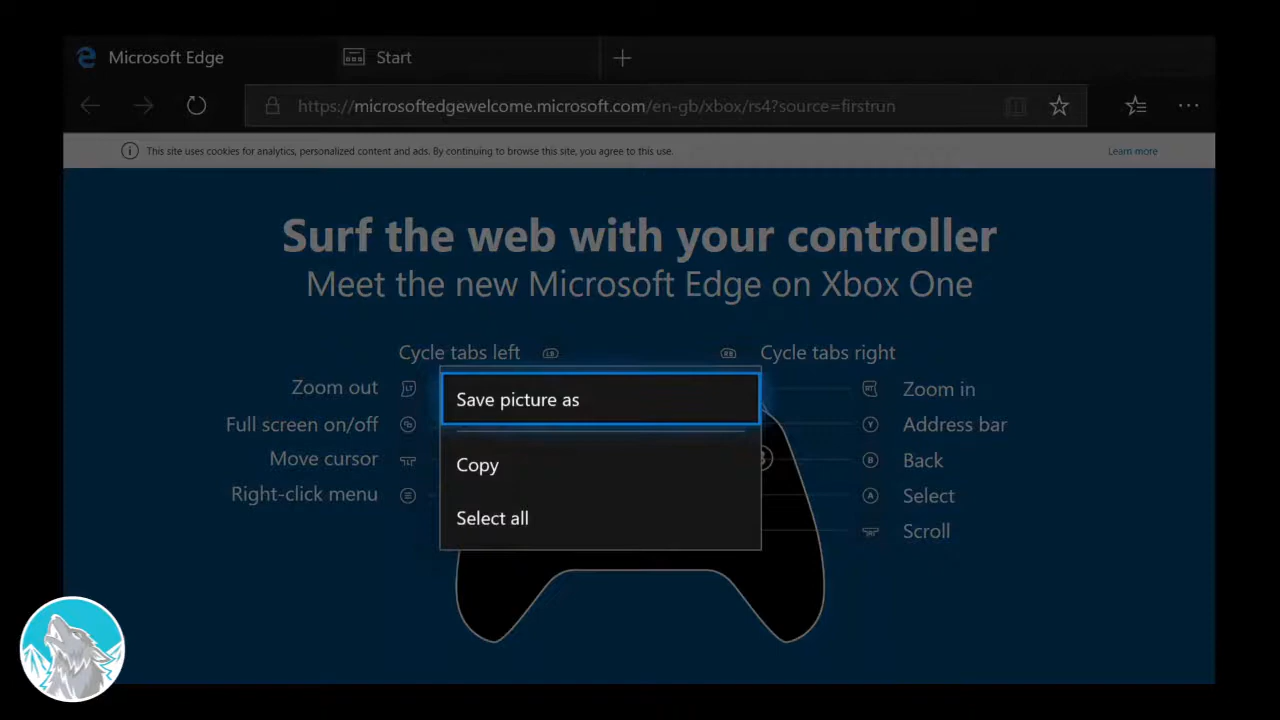 Microsoft Edge
Start
https://microsoftedgewelcome.microsoft.com/en-gb/xbox/rs4?source=firstrun
This site uses cookies for analytics, personalized content and ads. By continuing to browse this site, you agree to this use.
Learn more
Surf the web with your controller
Meet the new Microsoft Edge on Xbox One
Cycle tabs left LB
RB Cycle tabs right
Zoom out LT
RT Zoom in
Full screen on/off
Y Address bar
Move cursor
B Back
Right-click menu
A Select
Scroll
Save picture as
Copy
Select all